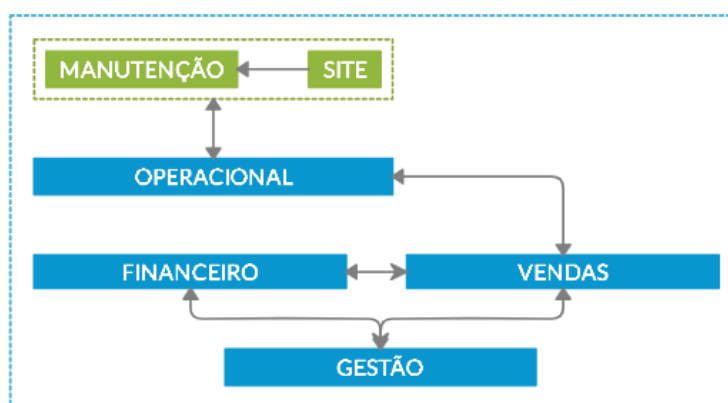 MANUTENÇÃO
SITE
OPERACIONAL
FINANCEIRO
VENDAS
GESTÃO